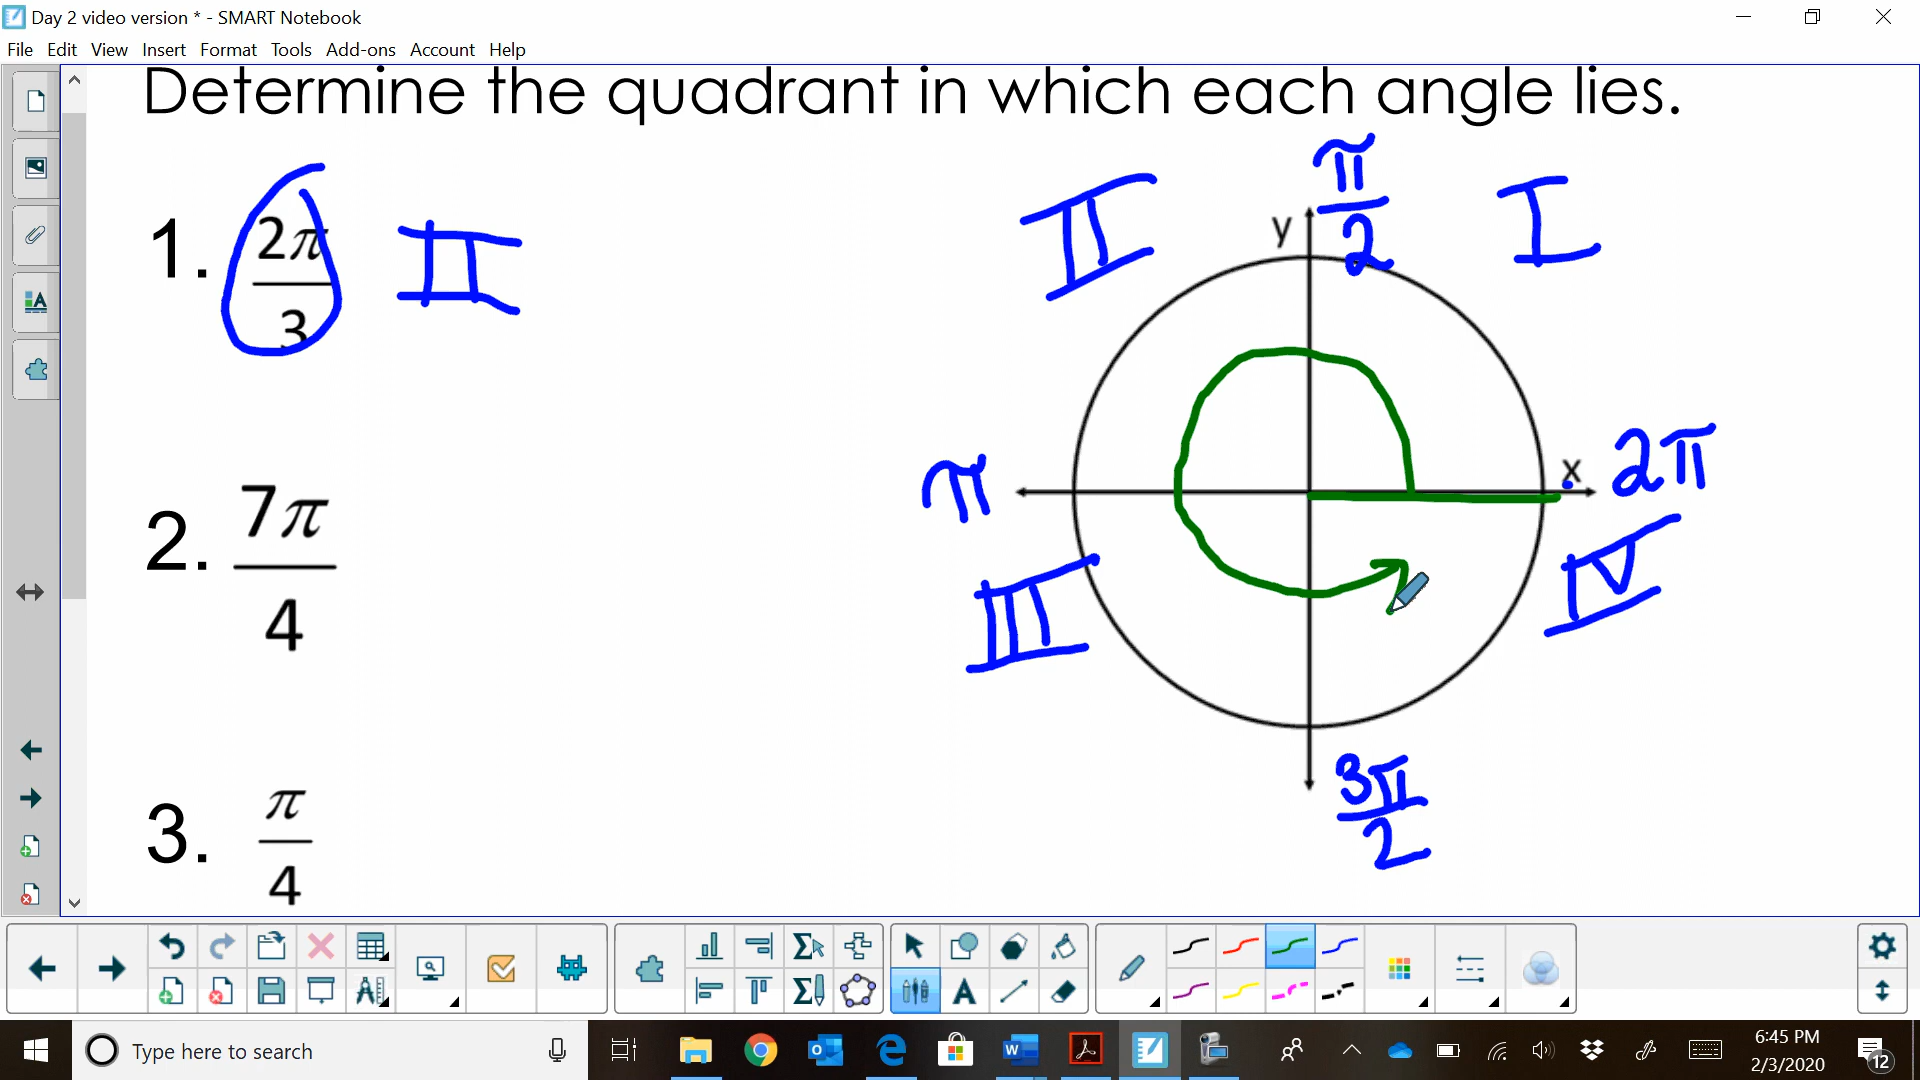 Day 2 video version * - SMART Notebook
File Edit View Insert Format Tools Add-ons Account Help
Determine the quadrant in which each angle lies.
1. 2π/3 II
2. 7π/4
3. π/4
II
π/2
I
y
π
x
2π
III
IV
3π/2
Type here to search
6:45 PM
2/3/2020
12